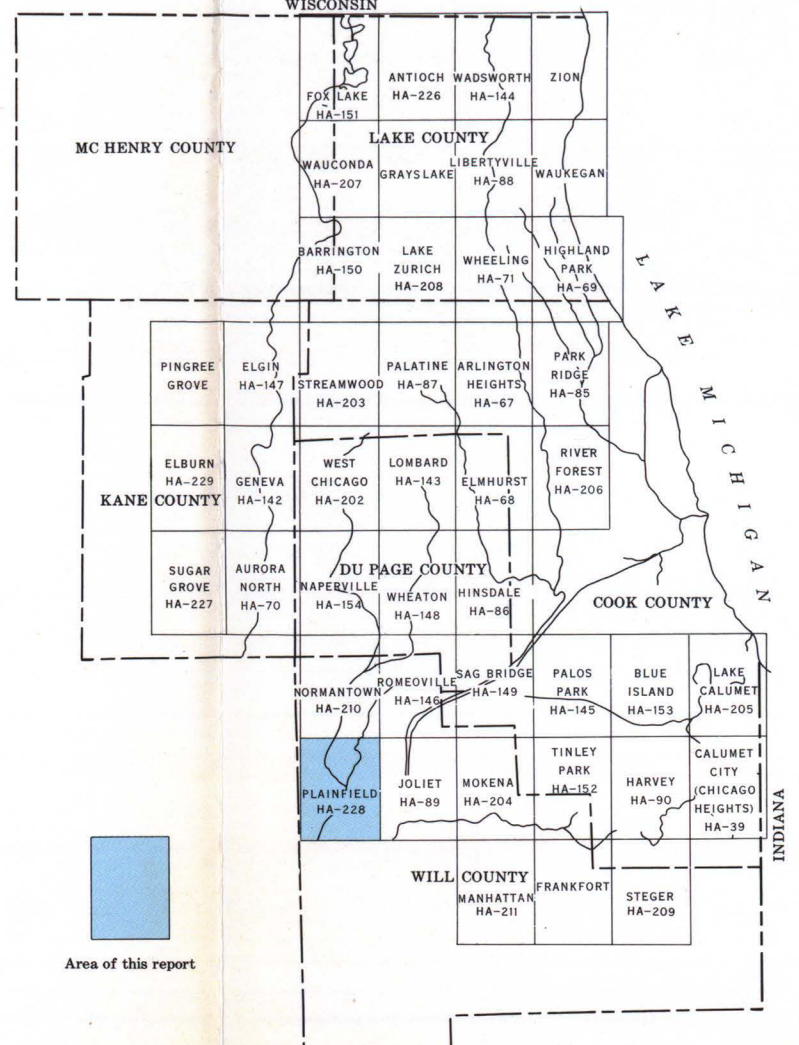 WISCONSIN
FOX LAKE
HA-151
ANTIOCH
HA-226
WADSWORTH
HA-144
ZION
MC HENRY COUNTY
LAKE COUNTY
WAUCONDA
HA-207
GRAYSLAKE
LIBERTYVILLE
HA-88
WAUKEGAN
BARRINGTON
HA-150
LAKE
ZURICH
HA-208
WHEELING
HA-71
HIGHLAND
PARK
HA-69
LAKE MICHIGAN
PINGREE
GROVE
ELGIN
HA-147
STREAMWOOD
HA-203
PALATINE
HA-87
ARLINGTON
HEIGHTS
HA-67
PARK
RIDGE
HA-85
ELBURN
HA-229
KANE COUNTY
GENEVA
HA-142
WEST
CHICAGO
HA-202
LOMBARD
HA-143
ELMHURST
HA-68
RIVER
FOREST
HA-206
SUGAR
GROVE
HA-227
AURORA
NORTH
HA-70
DU PAGE COUNTY
NAPERVILLE
HA-154
WHEATON
HA-148
HINSDALE
HA-86
COOK COUNTY
NORMANTOWN
HA-210
ROMEOVILLE
HA-146
SAG BRIDGE
HA-149
PALOS
PARK
HA-145
BLUE
ISLAND
HA-153
LAKE
CALUMET
HA-205
PLAINFIELD
HA-228
JOLIET
HA-89
MOKENA
HA-204
TINLEY
PARK
HA-152
HARVEY
HA-90
CALUMET
CITY
(CHICAGO
HEIGHTS)
HA-39
INDIANA
WILL COUNTY
MANHATTAN
HA-211
FRANKFORT
STEGER
HA-209
Area of this report